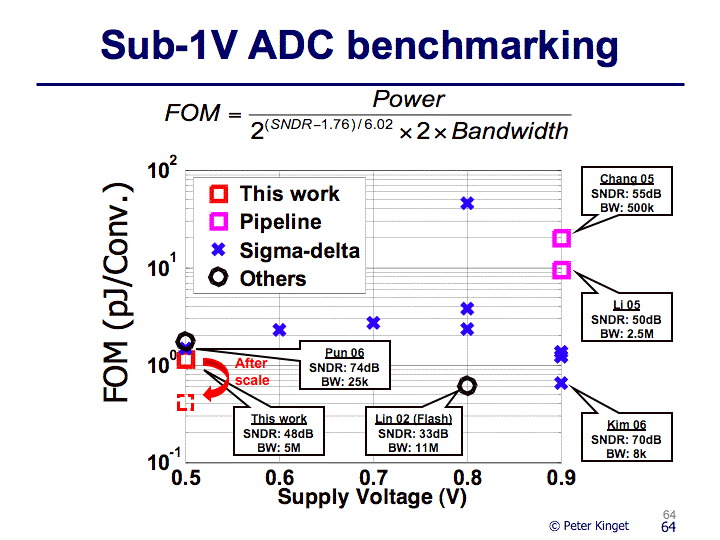 Sub-1V ADC benchmarking
FOM = Power / 2^(SNDR−1.76)/6.02 × 2 × Bandwidth
FOM (pJ/Conv.)
10^2
10^1
10^0
10^-1
This work
Pipeline
Sigma-delta
Others
Chang 05
SNDR: 55dB
BW: 500k
Li 05
SNDR: 50dB
BW: 2.5M
Pun 06
SNDR: 74dB
BW: 25k
After
scale
This work
SNDR: 48dB
BW: 5M
Lin 02 (Flash)
SNDR: 33dB
BW: 11M
Kim 06
SNDR: 70dB
BW: 8k
0.5 0.6 0.7 0.8 0.9
Supply Voltage (V)
64
© Peter Kinget 64